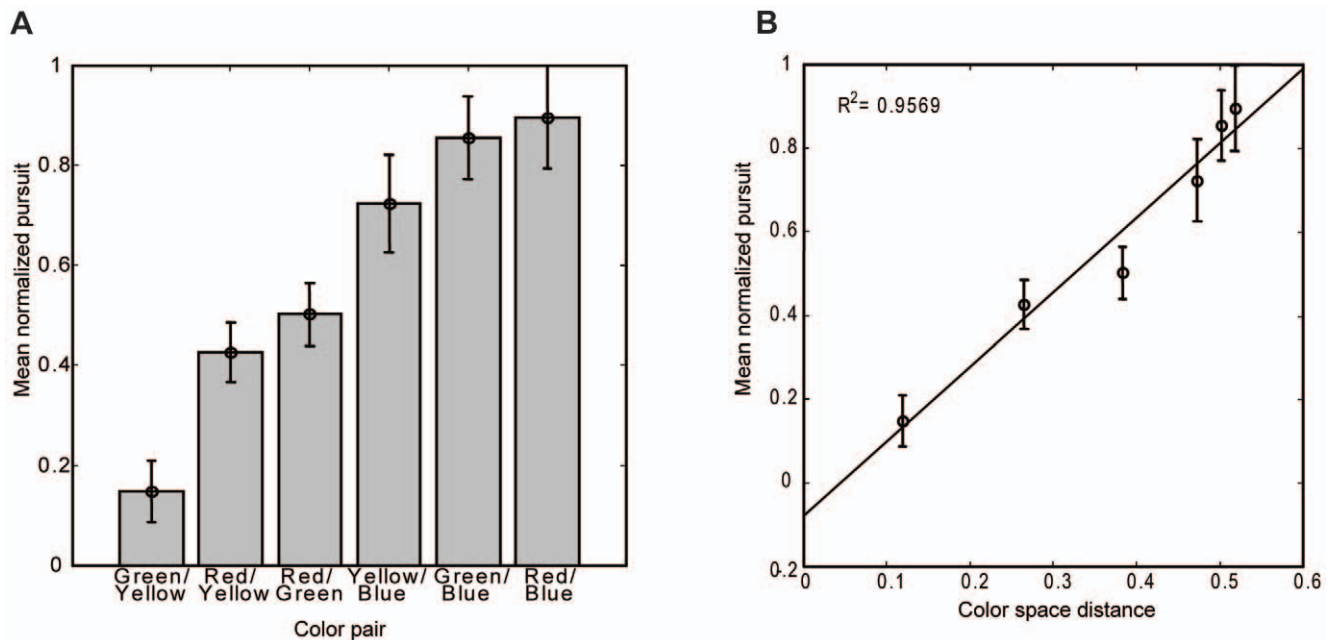 A
Mean normalized pursuit
1
0.8
0.6
0.4
0.2
0
Green/ Red/ Red/ Yellow/ Green/ Red/
Yellow Yellow Green Blue Blue Blue
Color pair
B
Mean normalized pursuit
R²= 0.9569
1
0.8
0.6
0.4
0.2
0
0.2
0 0.1 0.2 0.3 0.4 0.5 0.6
Color space distance